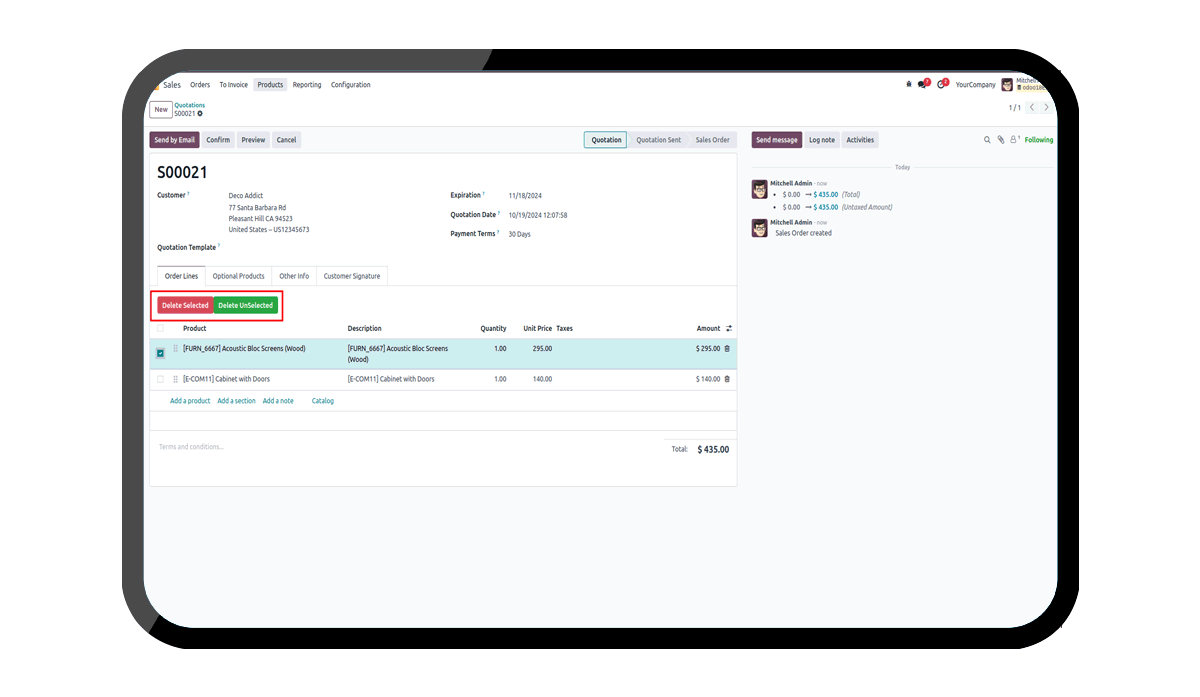 Sales Orders To Invoice Products Reporting Configuration
7 2 YourCompany Mitchell
New Quotations
S00021
1 / 1
Send by Email Confirm Preview Cancel Quotation Quotation Sent Sales Order
Send message Log note Activities 1 Following
S00021
Customer ? Deco Addict
77 Santa Barbara Rd
Pleasant Hill CA 94523
United States – US12345673
Quotation Template ?
Expiration ? 11/18/2024
Quotation Date ? 10/19/2024 12:07:58
Payment Terms ? 30 Days
Order Lines Optional Products Other Info Customer Signature
Delete Selected Delete UnSelected
Product Description Quantity Unit Price Taxes Amount
[FURN_6667] Acoustic Bloc Screens (Wood) [FURN_6667] Acoustic Bloc Screens (Wood) 1.00 295.00 $ 295.00
[E-COM11] Cabinet with Doors [E-COM11] Cabinet with Doors 1.00 140.00 $ 140.00
Add a product Add a section Add a note Catalog
Terms and conditions...
Total: $ 435.00
Today
Mitchell Admin - now
• $ 0.00 → $ 435.00 (Total)
• $ 0.00 → $ 435.00 (Untaxed Amount)
Mitchell Admin - now
Sales Order created